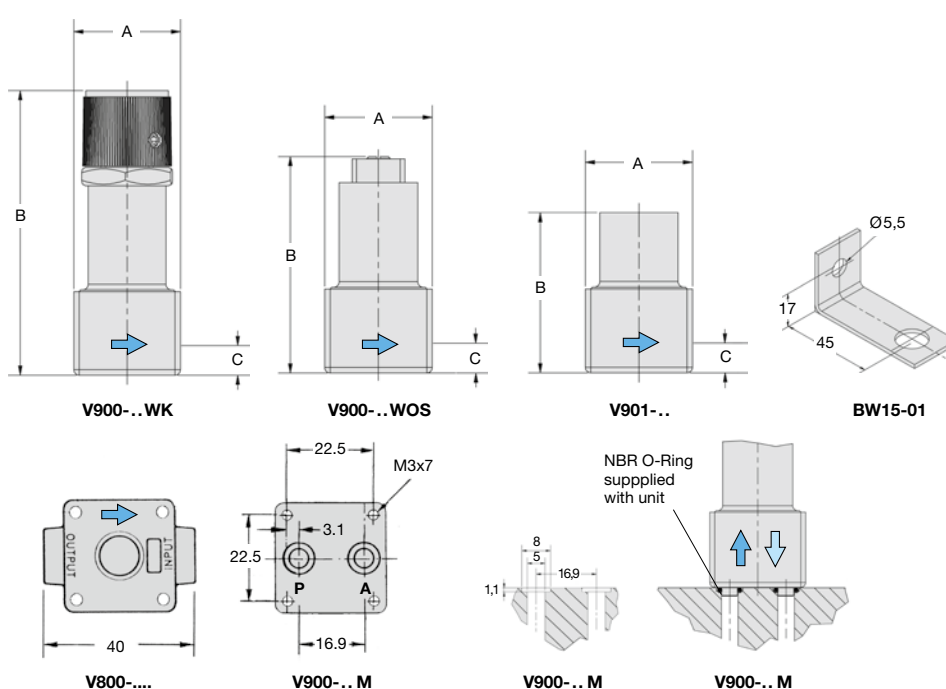 A
B
C
V900-..WK
A
B
C
V900-..WOS
A
B
C
V901-..
Ø5,5
17
45
BW15-01
OUTPUT
INPUT
40
V800-....
22.5
M3x7
3.1
22.5
P A
16.9
V900-.. M
8
5
16,9
1,1
V900-.. M
NBR O-Ring
suppplied
with unit
V900-.. M